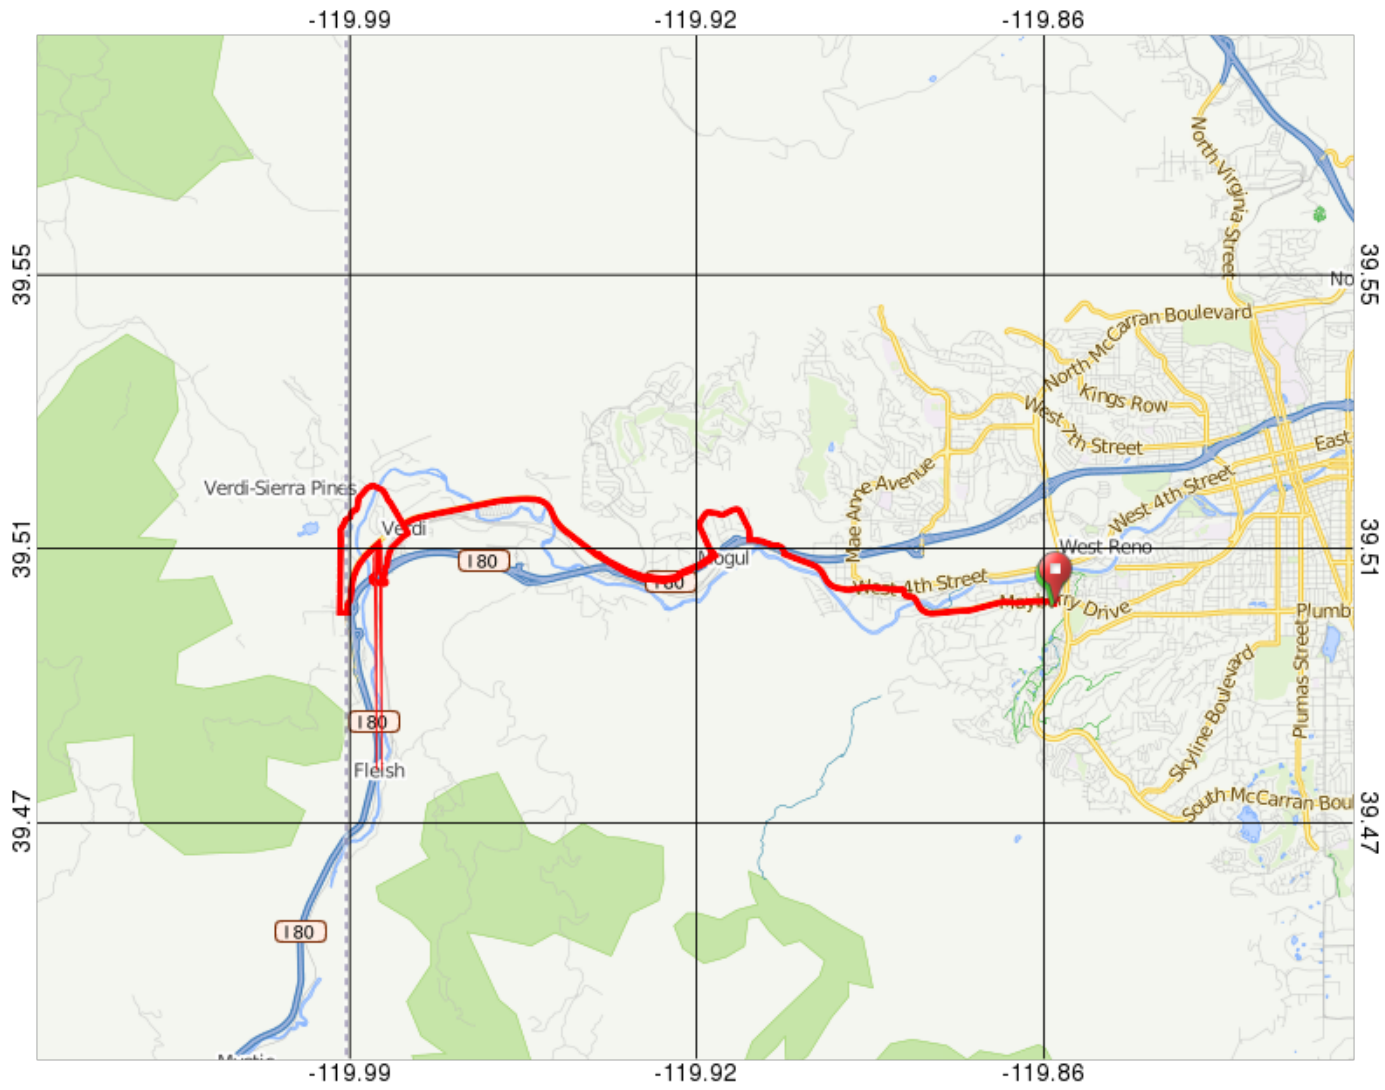 -119.99
-119.92
-119.86
39.55
39.55
No
North Virginia Street
North McCarran Boulevard
Kings Row
West 7th Street
East
Mae Anne Avenue
West 4th Street
Verdi-Sierra Pines
Verdi
39.51
39.51
I 80
Mogul
I 80
West Reno
West 4th Street
Mayberry Drive
Plumb
Plumas Street
Skyline Boulevard
I 80
Fleish
South McCarran Boul
39.47
39.47
I 80
Mystic
-119.99
-119.92
-119.86